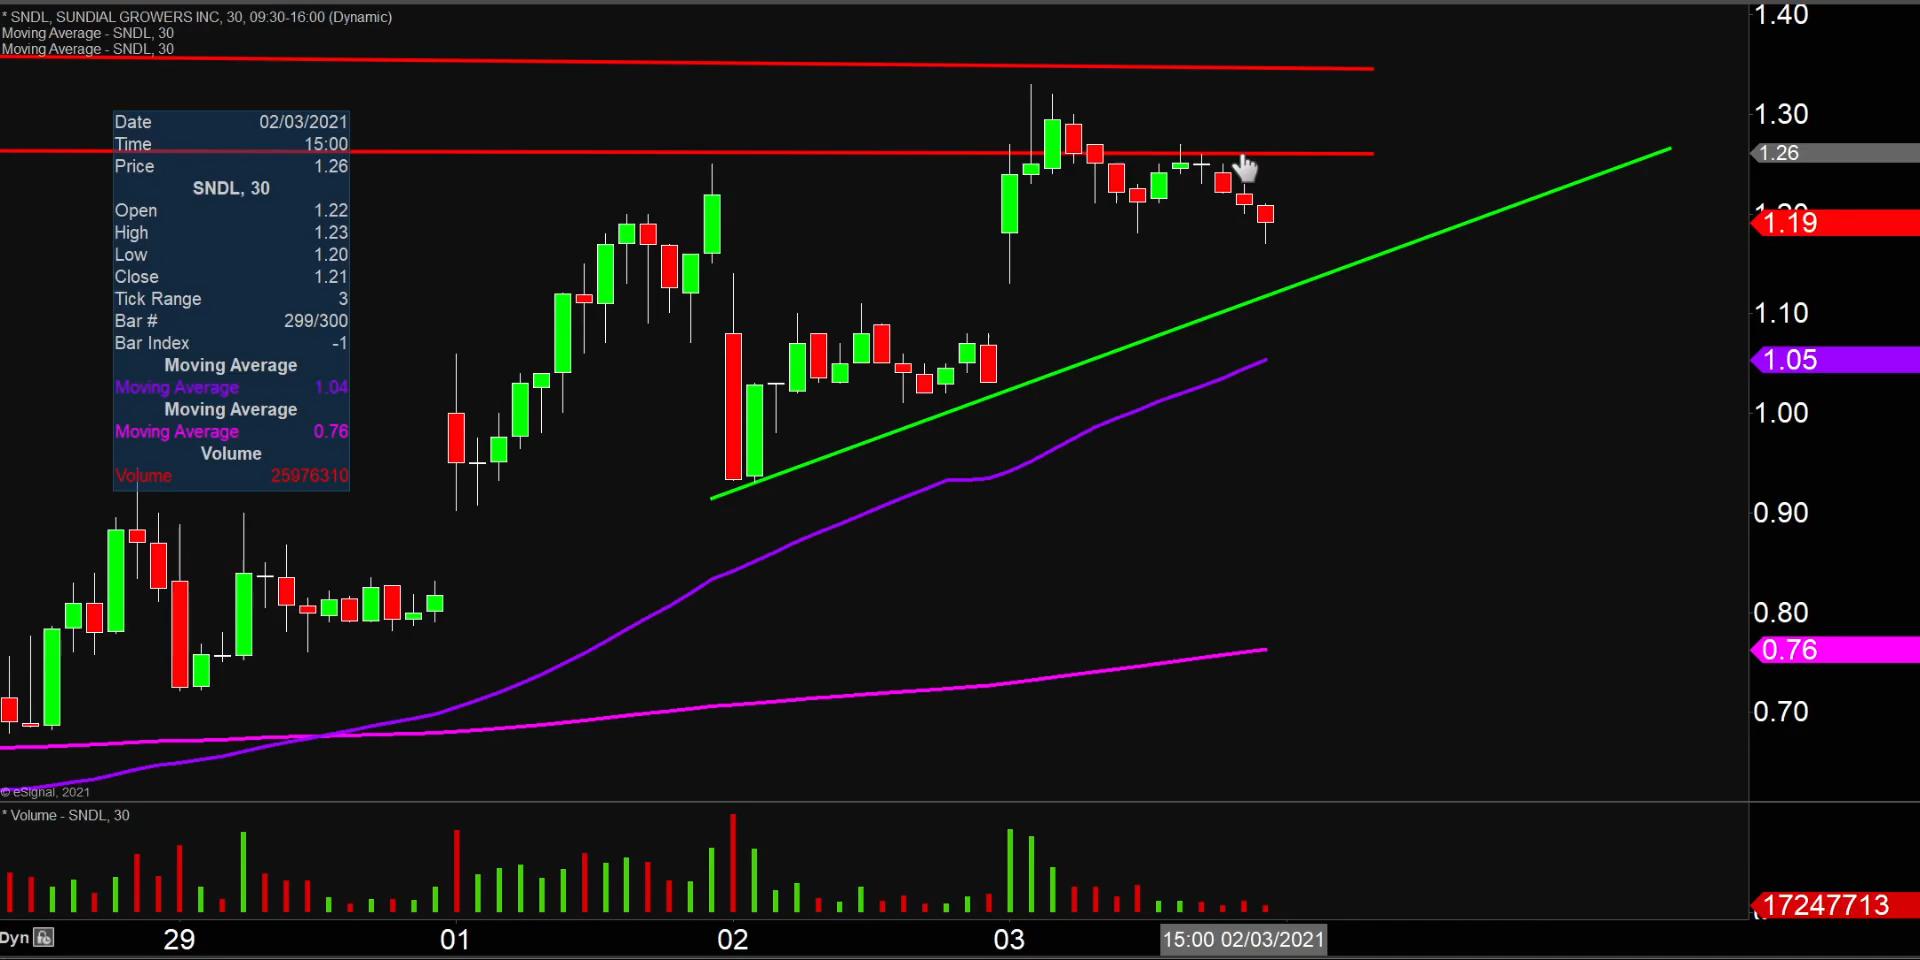 * SNDL, SUNDIAL GROWERS INC, 30, 09:30-16:00 (Dynamic)
Moving Average - SNDL, 30
Moving Average - SNDL, 30
Date 02/03/2021
Time 15:00
Price 1.26
SNDL, 30
Open 1.22
High 1.23
Low 1.20
Close 1.21
Tick Range 3
Bar # 299/300
Bar Index -1
Moving Average
Moving Average 1.04
Moving Average
Moving Average 0.76
Volume
Volume 25976310
1.40
1.30
1.26
1.20
1.19
1.10
1.05
1.00
0.90
0.80
0.76
0.70
© eSignal, 2021
* Volume - SNDL, 30
17247713
Dyn 29 01 02 03 15:00 02/03/2021